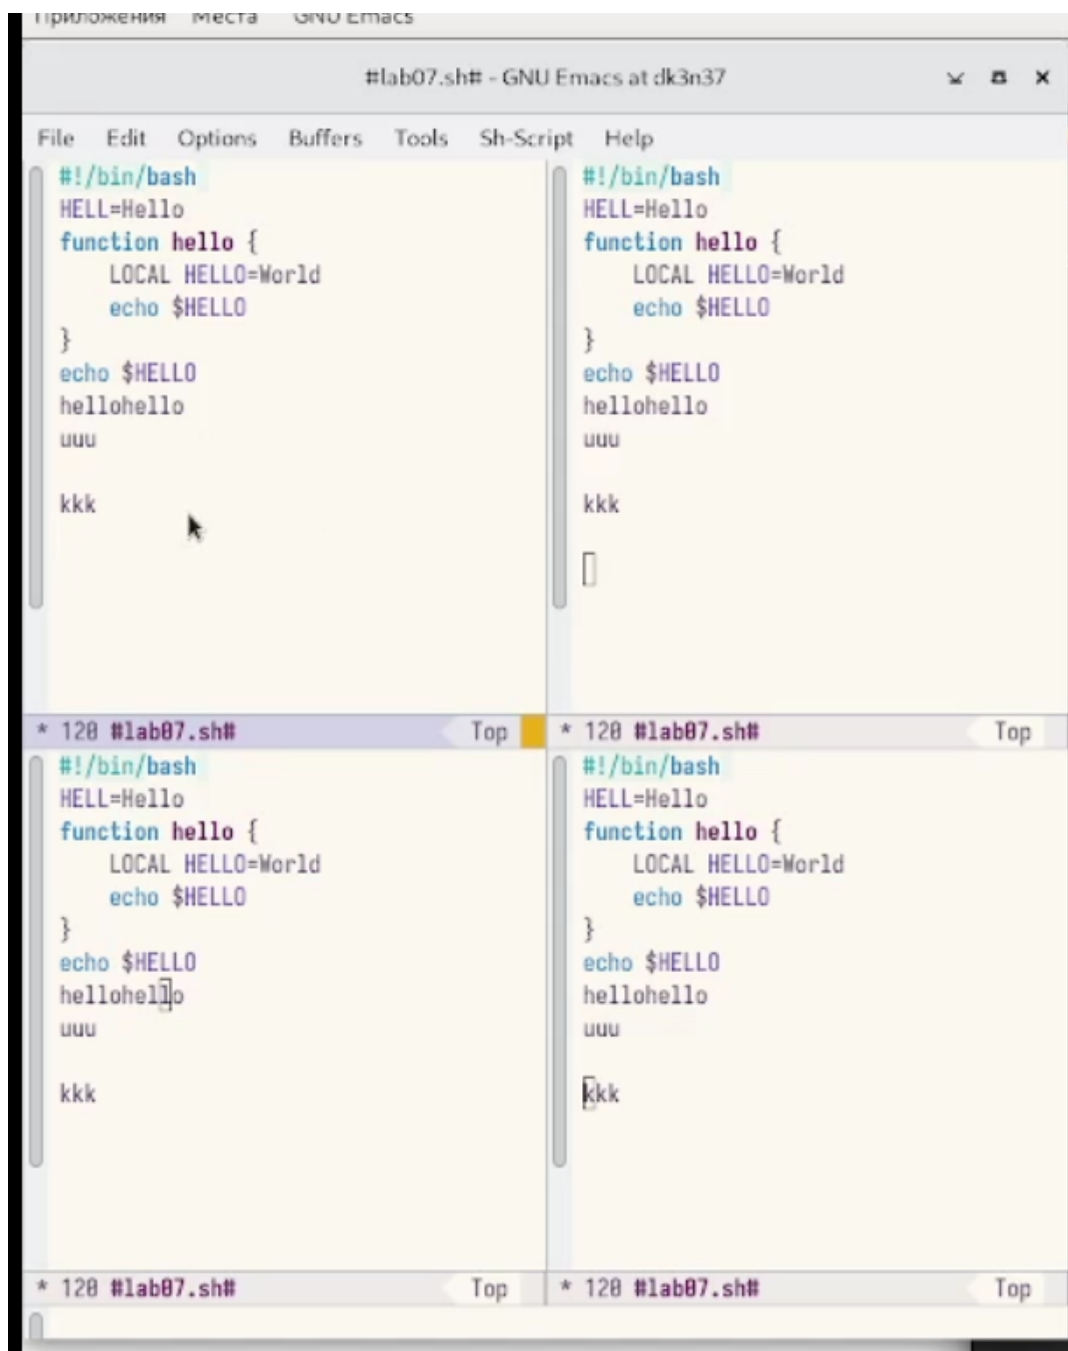 Приложения Места GNU Emacs
#lab07.sh# - GNU Emacs at dk3n37
File Edit Options Buffers Tools Sh-Script Help
#!/bin/bash
HELL=Hello
function hello {
    LOCAL HELLO=World
    echo $HELLO
}
echo $HELLO
hellohello
uuu
kkk
* 120 #lab07.sh# Top
#!/bin/bash
HELL=Hello
function hello {
    LOCAL HELLO=World
    echo $HELLO
}
echo $HELLO
hellohello
uuu
kkk
* 120 #lab07.sh# Top
#!/bin/bash
HELL=Hello
function hello {
    LOCAL HELLO=World
    echo $HELLO
}
echo $HELLO
hellohello
uuu
kkk
* 120 #lab07.sh# Top
#!/bin/bash
HELL=Hello
function hello {
    LOCAL HELLO=World
    echo $HELLO
}
echo $HELLO
hellohello
uuu
kkk
* 120 #lab07.sh# Top